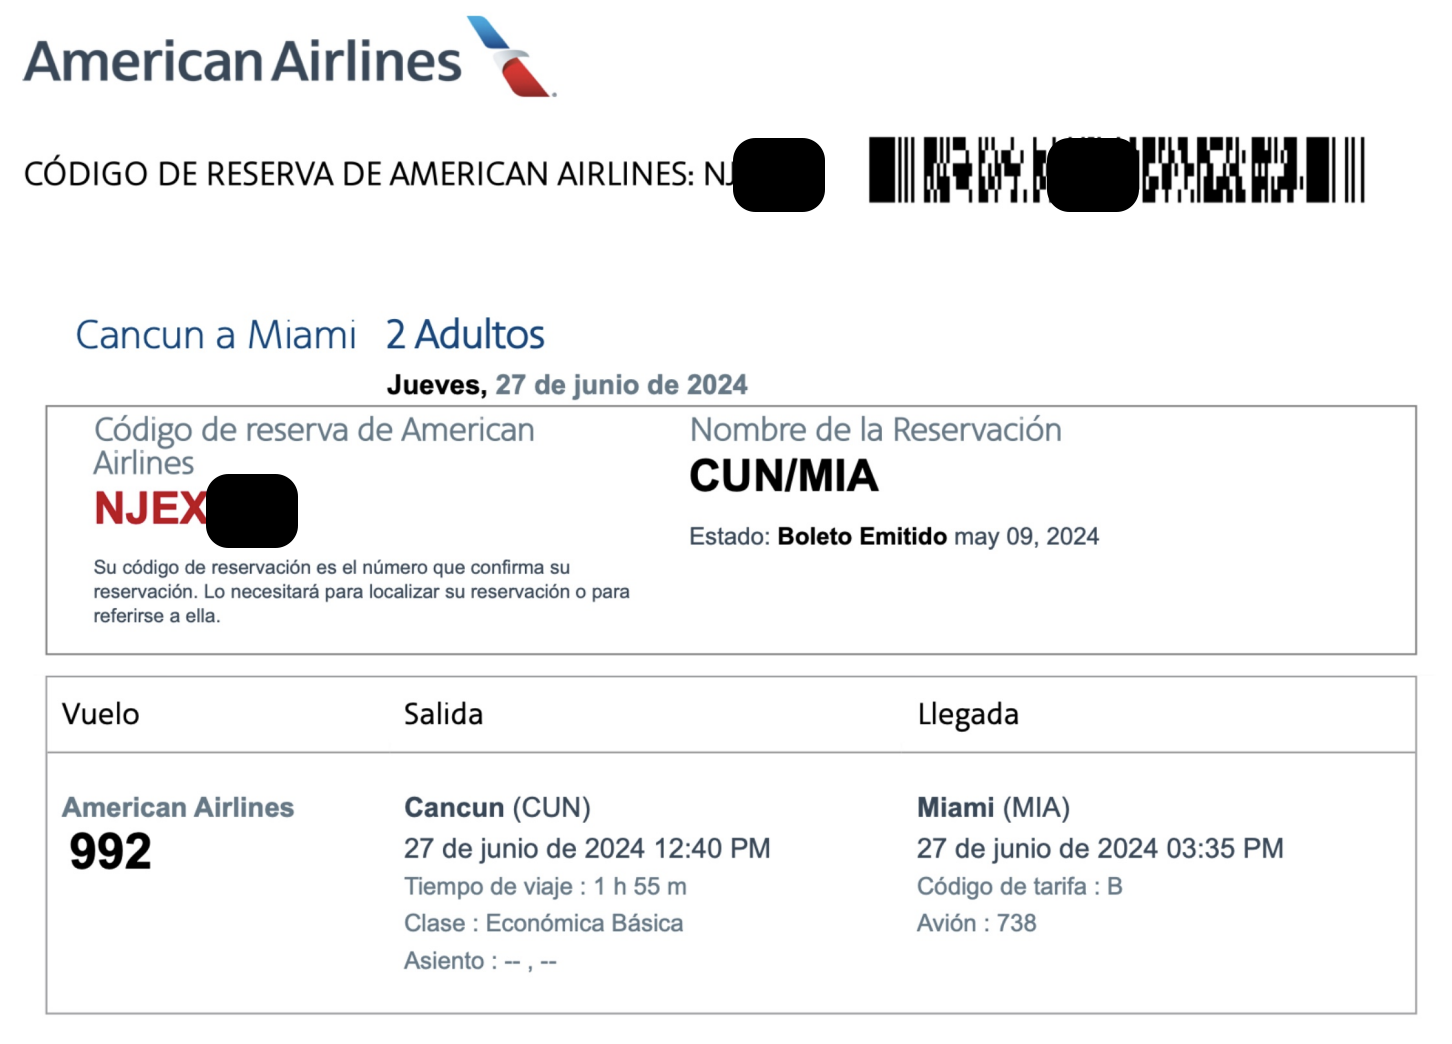 American Airlines
CÓDIGO DE RESERVA DE AMERICAN AIRLINES: NJ
Cancun a Miami 2 Adultos
Jueves, 27 de junio de 2024
Código de reserva de American
Airlines
NJEX
Su código de reservación es el número que confirma su
reservación. Lo necesitará para localizar su reservación o para
referirse a ella.
Nombre de la Reservación
CUN/MIA
Estado: Boleto Emitido may 09, 2024
Vuelo Salida Llegada
American Airlines
992
Cancun (CUN)
27 de junio de 2024 12:40 PM
Tiempo de viaje : 1 h 55 m
Clase : Económica Básica
Asiento : -- , --
Miami (MIA)
27 de junio de 2024 03:35 PM
Código de tarifa : B
Avión : 738